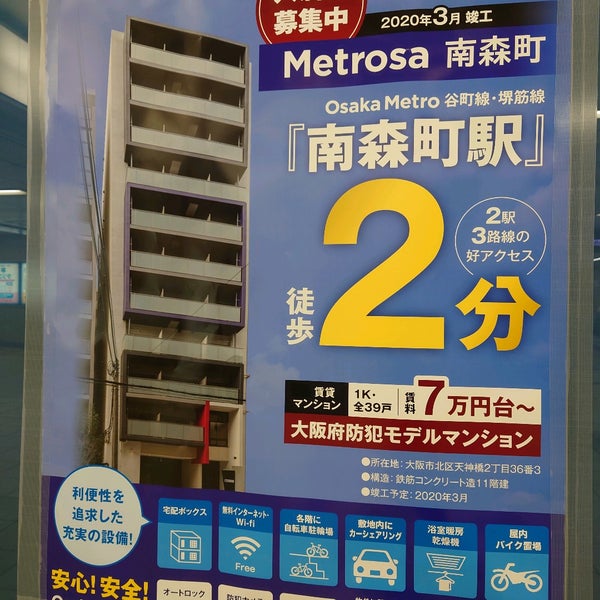 募集中
2020年3月 竣工
Metrosa 南森町
Osaka Metro 谷町線・堺筋線
『南森町駅』
徒歩2分
2駅
3路線の
好アクセス
賃貸
マンション
1K・
全39戸
賃料
7万円台～
大阪府防犯モデルマンション
●所在地：大阪市北区天神橋2丁目36番3
●構造：鉄筋コンクリート造11階建
●竣工予定：2020年3月
利便性を
追求した
充実の設備!
宅配ボックス
無料インターネット・
Wi-fi
Free
各階に
自転車駐輪場
敷地内に
カーシェアリング
浴室暖房
乾燥機
屋内
バイク置場
安心!安全!
オートロック
防犯カメラ